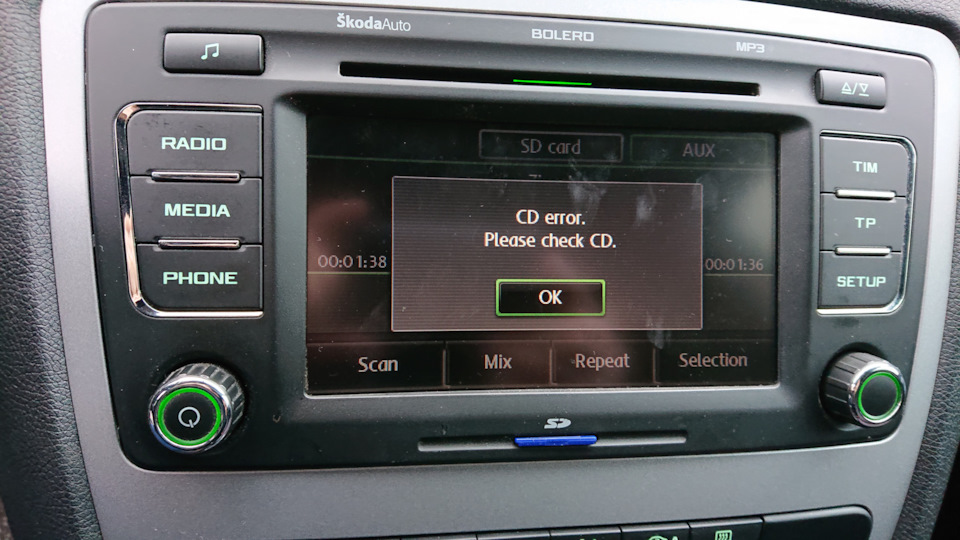 ŠkodaAuto
BOLERO
MP3
RADIO
MEDIA
PHONE
TIM
TP
SETUP
SD card
AUX
CD error.
Please check CD.
OK
00:01:38
00:01:36
Scan
Mix
Repeat
Selection
SD